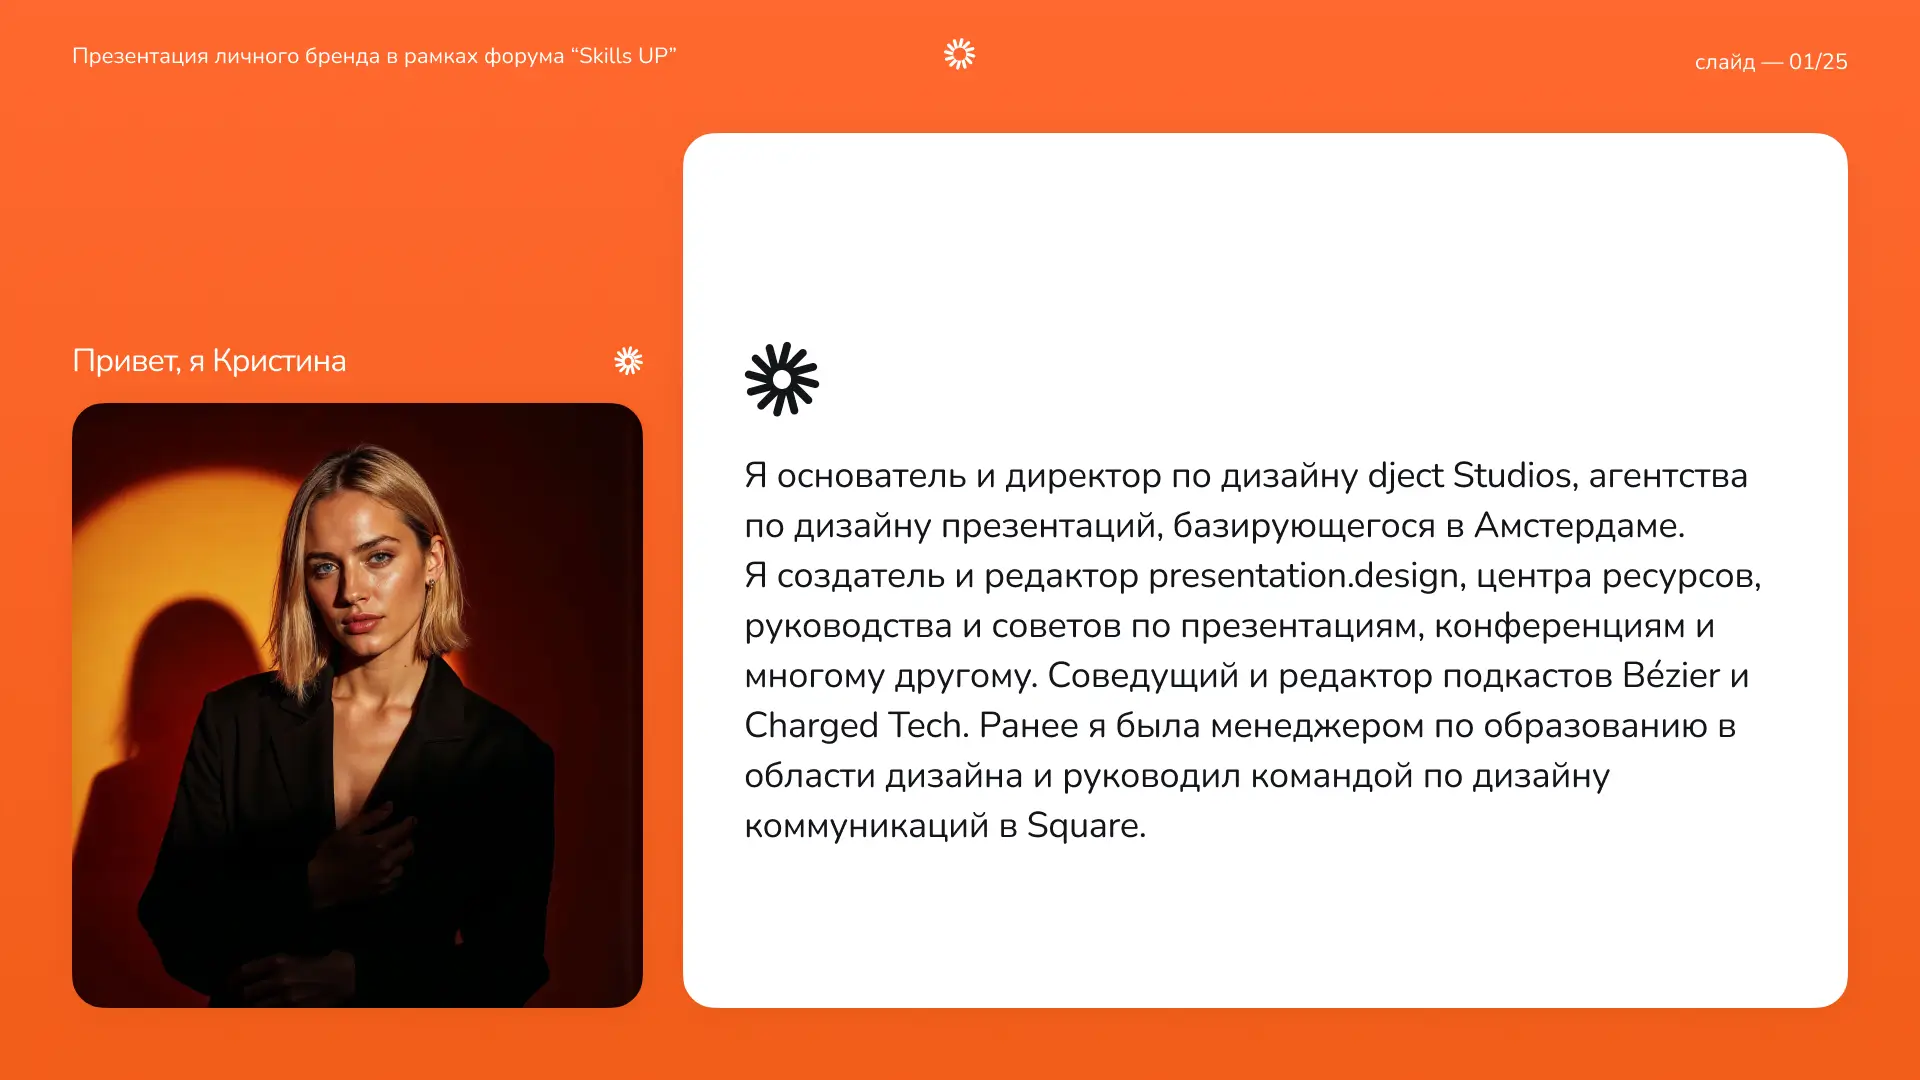 Презентация личного бренда в рамках форума “Skills UP”
слайд — 01/25
Привет, я Кристина
Я основатель и директор по дизайну dject Studios, агентства
по дизайну презентаций, базирующегося в Амстердаме.
Я создатель и редактор presentation.design, центра ресурсов,
руководства и советов по презентациям, конференциям и
многому другому. Соведущий и редактор подкастов Bézier и
Charged Tech. Ранее я была менеджером по образованию в
области дизайна и руководил командой по дизайну
коммуникаций в Square.